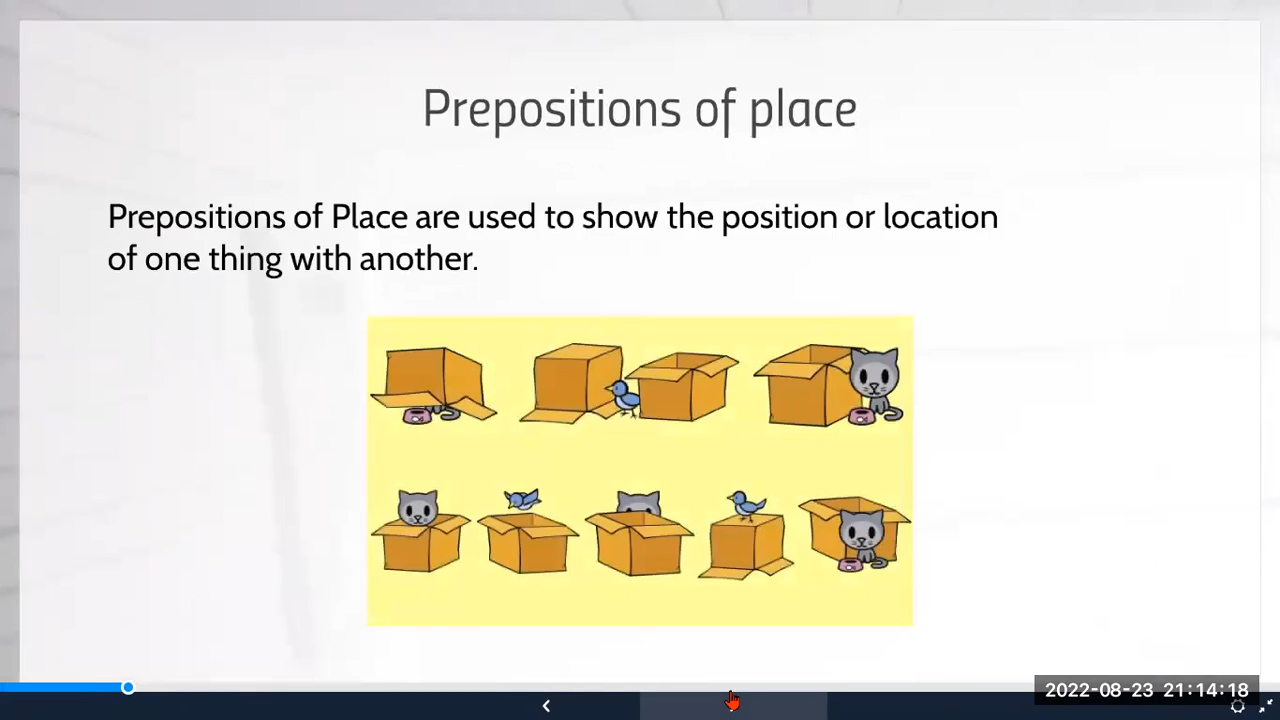 Prepositions of place
Prepositions of Place are used to show the position or location
of one thing with another.
2022-08-23 21:14:18